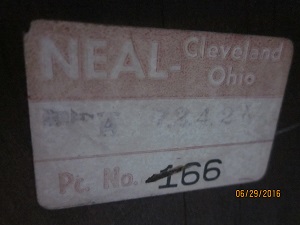 NEAL-
Cleveland
Ohio
A
Pc. No. 166
06/29/2016